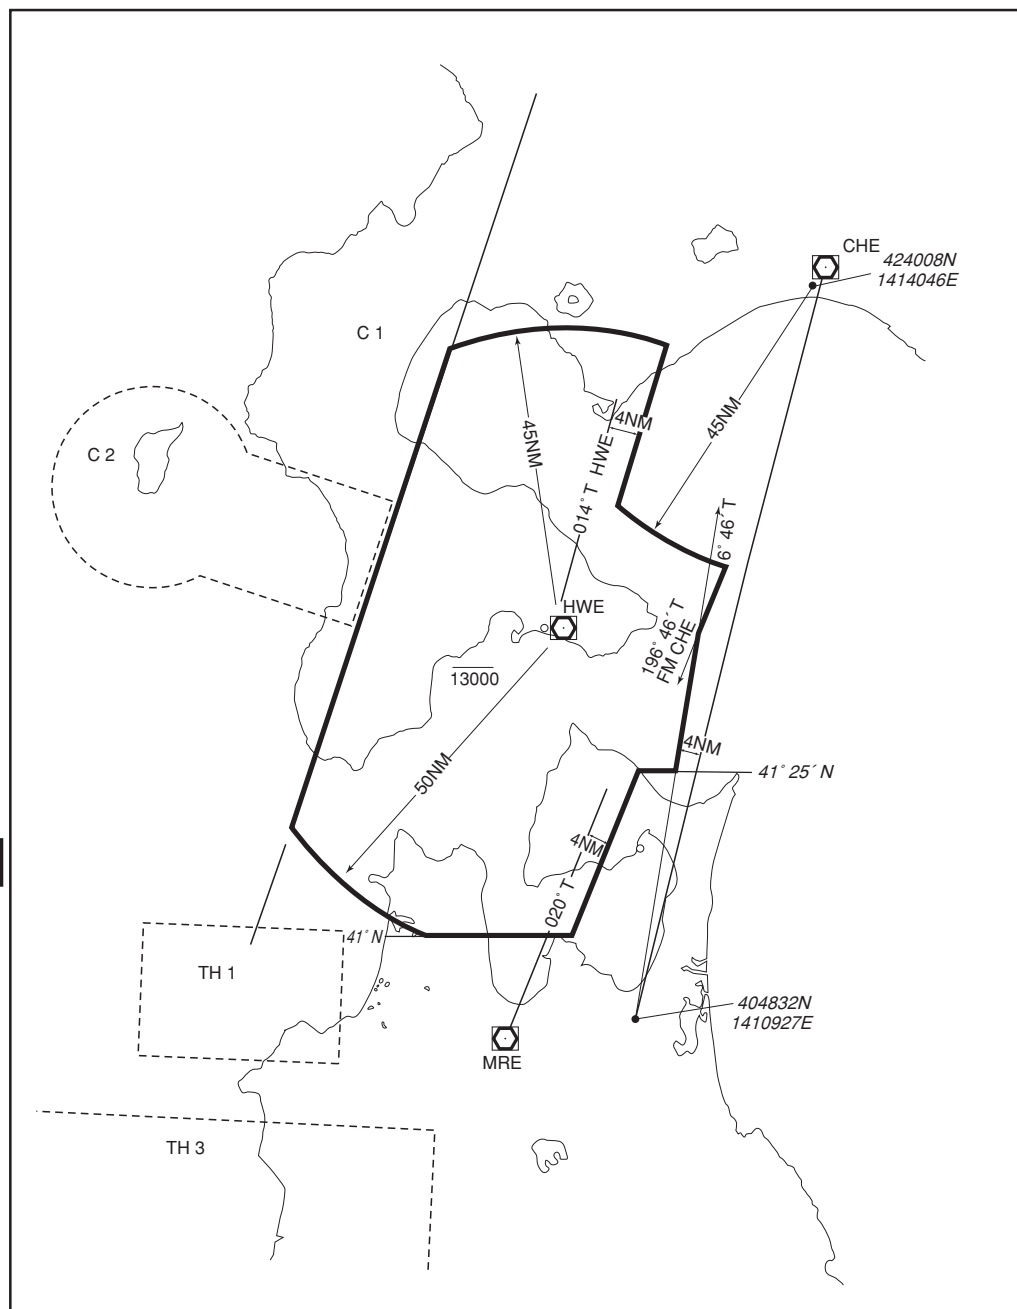 CHE
424008N
1414046E
C 1
4NM
45NM
45NM
C 2
014° T HWE
6° 46´ T
HWE
196° 46´ T
FM CHE
13000
4NM
50NM
41° 25´ N
4NM
020° T
41° N
TH 1
404832N
1410927E
MRE
TH 3